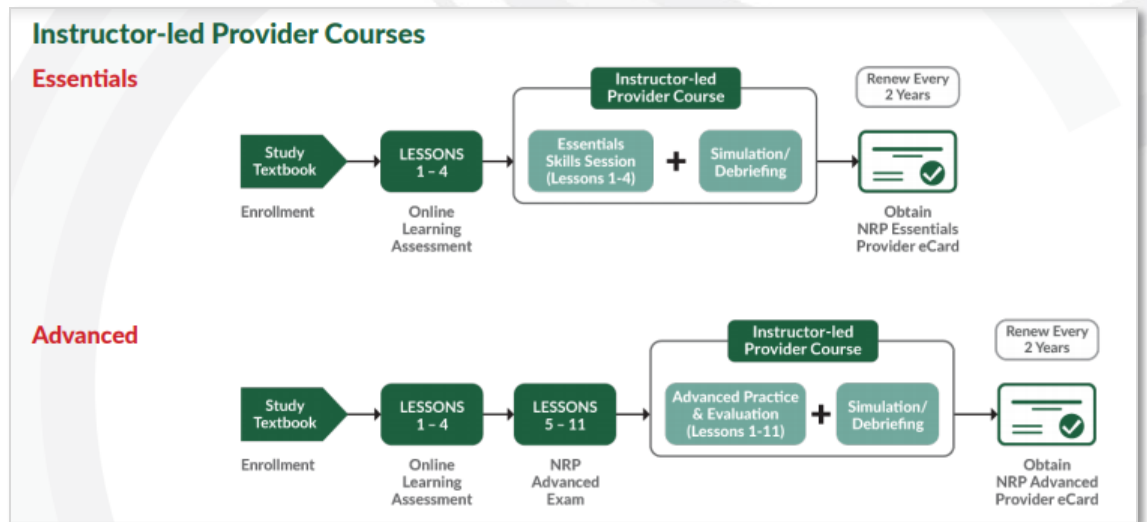 Instructor-led Provider Courses
Essentials
Instructor-led
Provider Course
Renew Every
2 Years
Study
Textbook
LESSONS
1 – 4
Essentials
Skills Session
(Lessons 1-4)
+
Simulation/
Debriefing
Enrollment
Online
Learning
Assessment
Obtain
NRP Essentials
Provider eCard
Advanced
Instructor-led
Provider Course
Renew Every
2 Years
Study
Textbook
LESSONS
1 – 4
LESSONS
5 – 11
Advanced Practice
& Evaluation
(Lessons 1-11)
+
Simulation/
Debriefing
Enrollment
Online
Learning
Assessment
NRP
Advanced
Exam
Obtain
NRP Advanced
Provider eCard